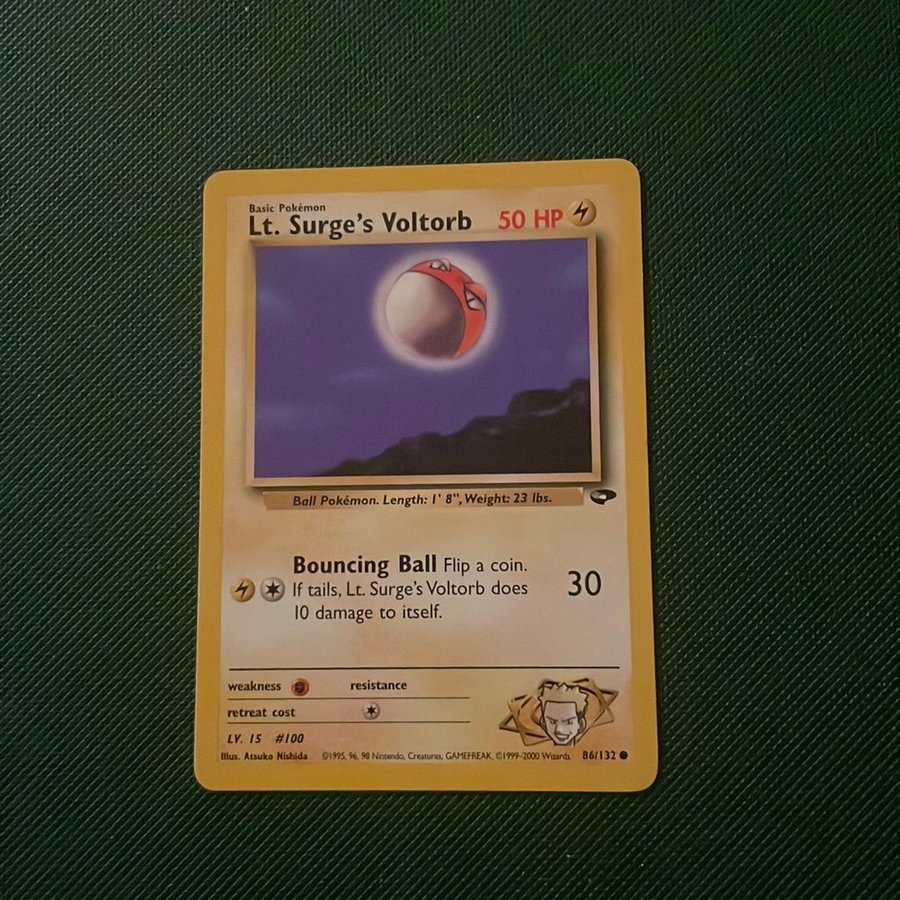 Basic Pokémon
Lt. Surge's Voltorb 50 HP
Ball Pokémon. Length: 1' 8", Weight: 23 lbs.
Bouncing Ball Flip a coin.
If tails, Lt. Surge's Voltorb does
10 damage to itself.
30
weakness resistance
retreat cost
LV. 15 #100
Illus. Atsuko Nishida ©1995, 96, 98 Nintendo, Creatures, GAMEFREAK. ©1999-2000 Wizards. 86/132